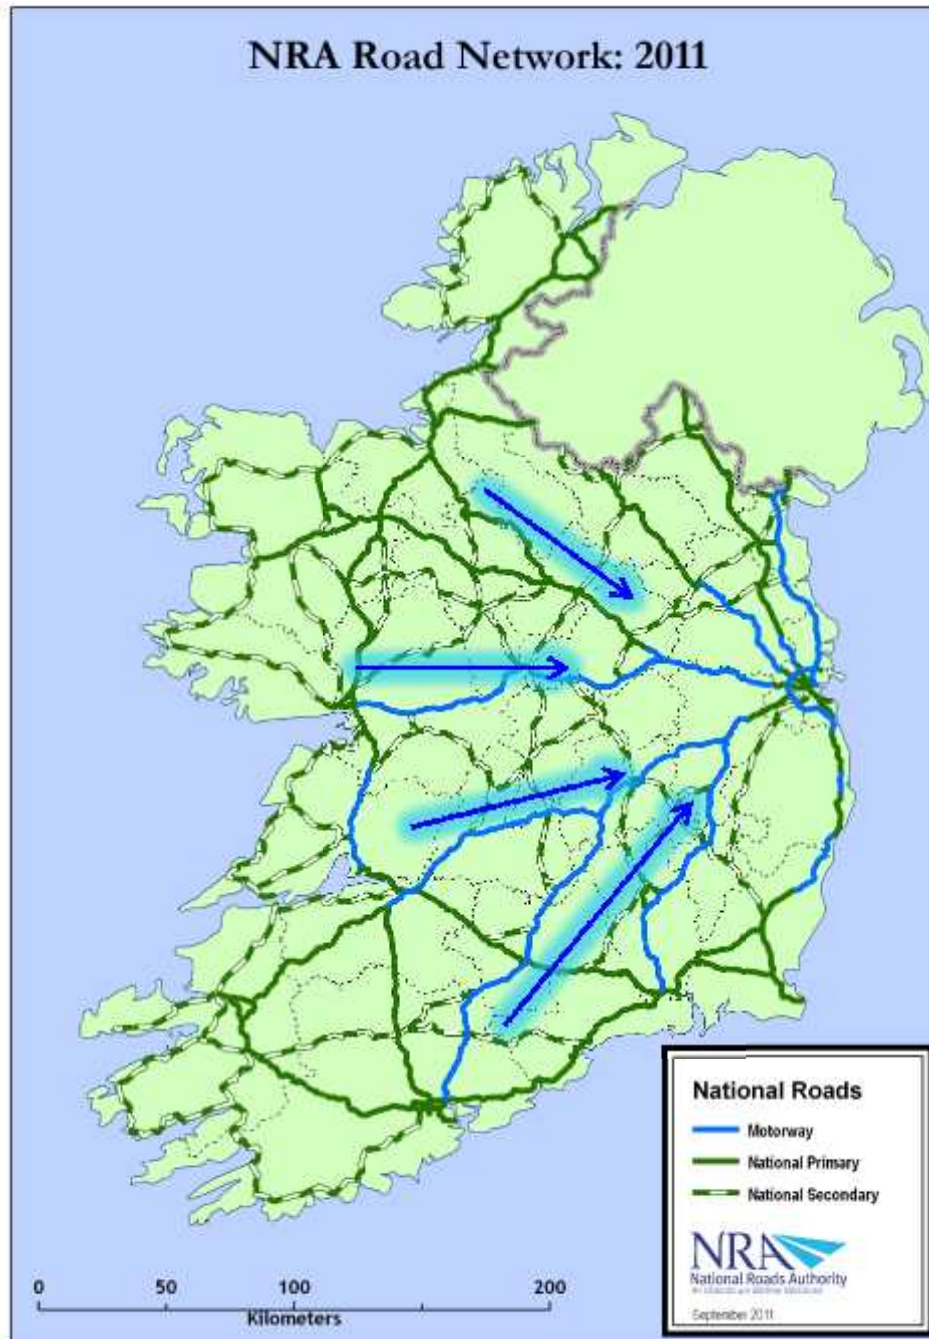 NRA Road Network: 2011
National Roads
Motorway
National Primary
National Secondary
NRA
National Roads Authority
September 2011
0 50 100 200
Kilometers